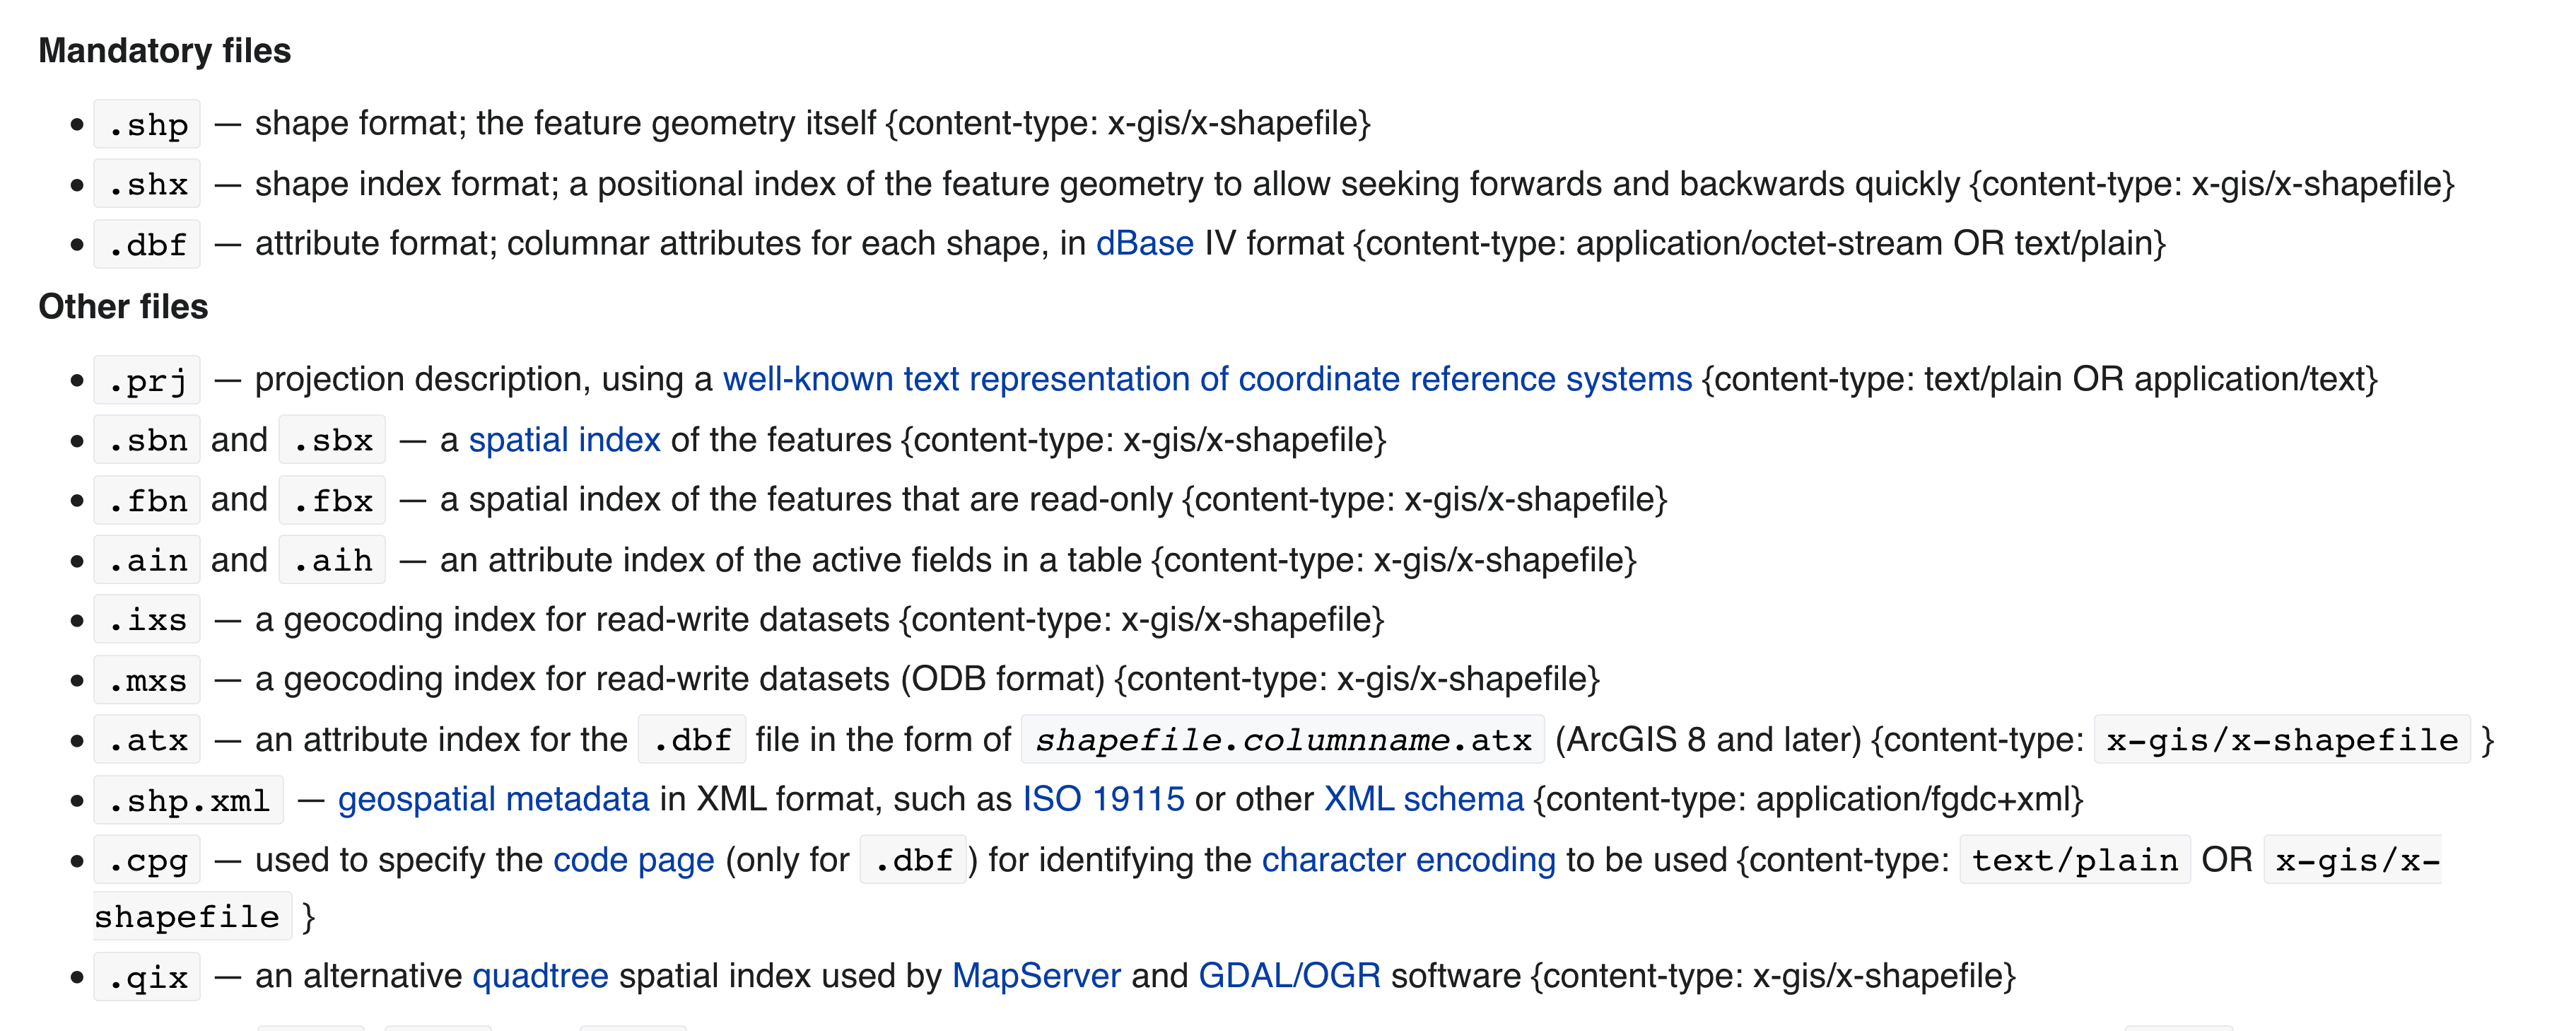 Mandatory files
• .shp — shape format; the feature geometry itself {content-type: x-gis/x-shapefile}
• .shx — shape index format; a positional index of the feature geometry to allow seeking forwards and backwards quickly {content-type: x-gis/x-shapefile}
• .dbf — attribute format; columnar attributes for each shape, in dBase IV format {content-type: application/octet-stream OR text/plain}
Other files
• .prj — projection description, using a well-known text representation of coordinate reference systems {content-type: text/plain OR application/text}
• .sbn and .sbx — a spatial index of the features {content-type: x-gis/x-shapefile}
• .fbn and .fbx — a spatial index of the features that are read-only {content-type: x-gis/x-shapefile}
• .ain and .aih — an attribute index of the active fields in a table {content-type: x-gis/x-shapefile}
• .ixs — a geocoding index for read-write datasets {content-type: x-gis/x-shapefile}
• .mxs — a geocoding index for read-write datasets (ODB format) {content-type: x-gis/x-shapefile}
• .atx — an attribute index for the .dbf file in the form of shapefile.columnname.atx (ArcGIS 8 and later) {content-type: x-gis/x-shapefile }
• .shp.xml — geospatial metadata in XML format, such as ISO 19115 or other XML schema {content-type: application/fgdc+xml}
• .cpg — used to specify the code page (only for .dbf ) for identifying the character encoding to be used {content-type: text/plain OR x-gis/x-
shapefile }
• .qix — an alternative quadtree spatial index used by MapServer and GDAL/OGR software {content-type: x-gis/x-shapefile}